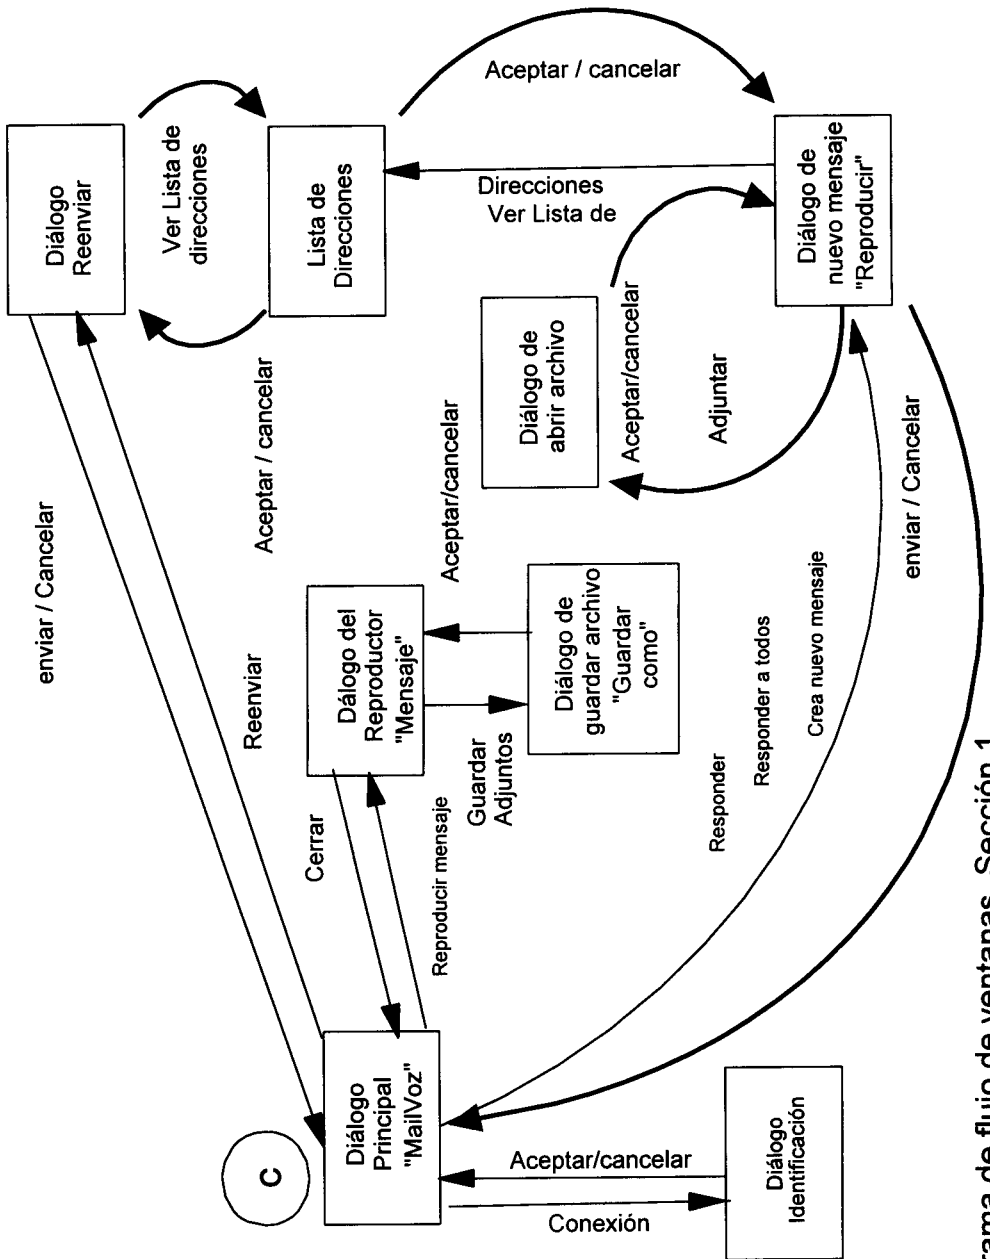 enviar / Cancelar
Diálogo
Reenviar
Ver Lista de
direcciones
Reenviar
Aceptar / cancelar
Lista de
Direcciones
Aceptar / cancelar
C
Diálogo
Principal
"MailVoz"
Cerrar
Reproducir mensaje
Dálogo del
Reproductor
"Mensaje"
Guardar
Adjuntos
Aceptar/cancelar
Diálogo de
guardar archivo
"Guardar
como"
Diálogo de
abrir archivo
Direcciones
Ver Lista de
Aceptar/cancelar
Adjuntar
Aceptar/cancelar
Conexión
Diálogo
Identificación
Responder
Responder a todos
Crea nuevo mensaje
Diálogo de
nuevo mensaje
"Reproducir"
enviar / Cancelar
rama de flujo de ventanas. Sección 1